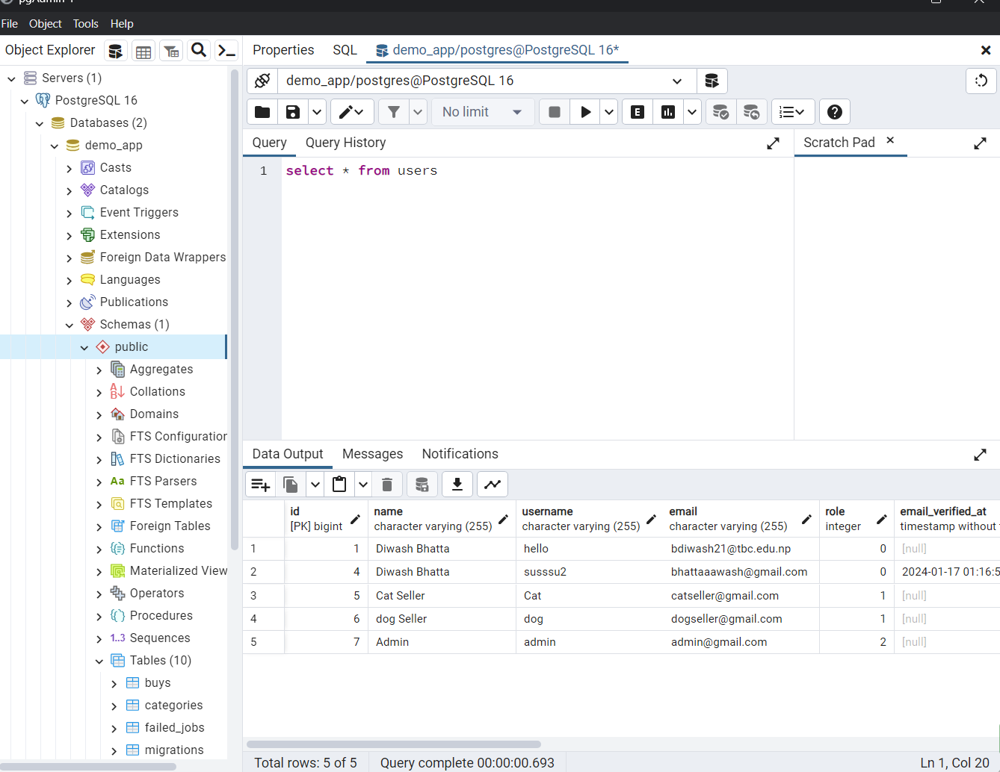 File Object Tools Help
Object Explorer
Properties SQL demo_app/postgres@PostgreSQL 16*
Servers (1)
PostgreSQL 16
Databases (2)
demo_app
Casts
Catalogs
Event Triggers
Extensions
Foreign Data Wrappers
Languages
Publications
Schemas (1)
public
Aggregates
Collations
Domains
FTS Configuration
FTS Dictionaries
Aa FTS Parsers
FTS Templates
Foreign Tables
Functions
Materialized View
Operators
Procedures
1..3 Sequences
Tables (10)
buys
categories
failed_jobs
migrations
demo_app/postgres@PostgreSQL 16
No limit
E
Query Query History
Scratch Pad
1 select * from users
Data Output Messages Notifications
id name username email role email_verified_at
[PK] bigint character varying (255) character varying (255) character varying (255) integer timestamp without
1 1 Diwash Bhatta hello bdiwash21@tbc.edu.np 0 [null]
2 4 Diwash Bhatta susssu2 bhattaaawash@gmail.com 0 2024-01-17 01:16:5
3 5 Cat Seller Cat catseller@gmail.com 1 [null]
4 6 dog Seller dog dogseller@gmail.com 1 [null]
5 7 Admin admin admin@gmail.com 2 [null]
Total rows: 5 of 5 Query complete 00:00:00.693 Ln 1, Col 20